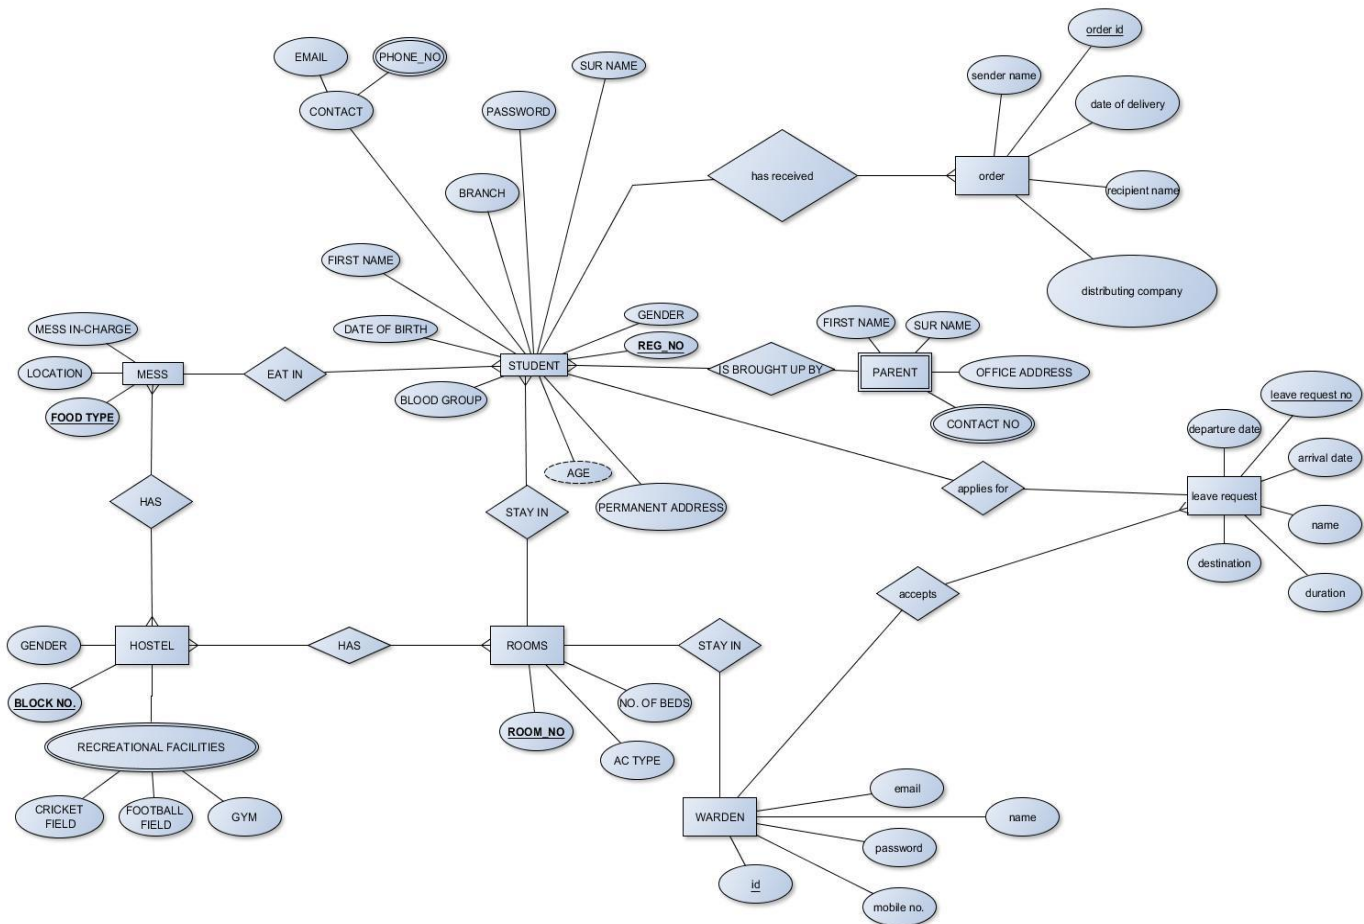 order id
EMAIL
PHONE_NO
SUR NAME
sender name
CONTACT
PASSWORD
date of delivery
has received
order
BRANCH
recipient name
FIRST NAME
distributing company
MESS IN-CHARGE
DATE OF BIRTH
GENDER
FIRST NAME
SUR NAME
REG_NO
LOCATION
MESS
EAT IN
STUDENT
IS BROUGHT UP BY
PARENT
OFFICE ADDRESS
FOOD TYPE
BLOOD GROUP
CONTACT NO
leave request no
departure date
arrival date
AGE
applies for
leave request
HAS
STAY IN
PERMANENT ADDRESS
name
destination
duration
accepts
GENDER
HOSTEL
HAS
ROOMS
STAY IN
BLOCK NO.
NO. OF BEDS
ROOM_NO
RECREATIONAL FACILITIES
AC TYPE
CRICKET
FIELD
FOOTBALL
FIELD
GYM
WARDEN
email
name
password
id
mobile no.